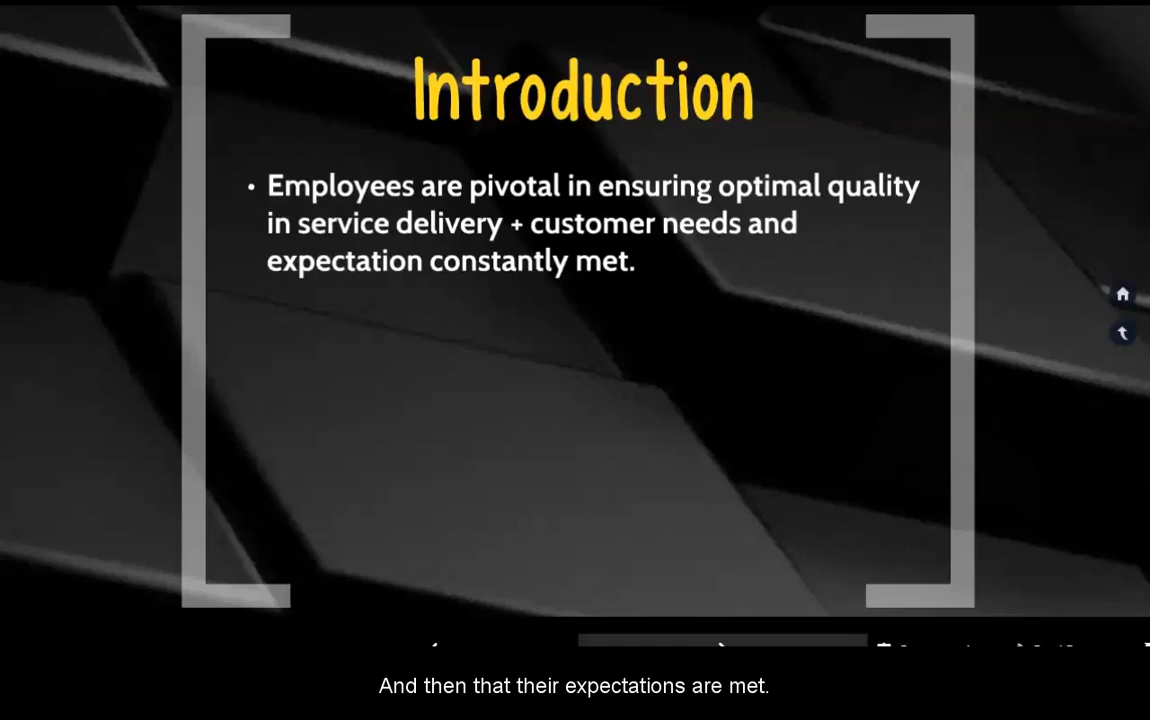 Introduction
• Employees are pivotal in ensuring optimal quality
in service delivery + customer needs and
expectation constantly met.
And then that their expectations are met.